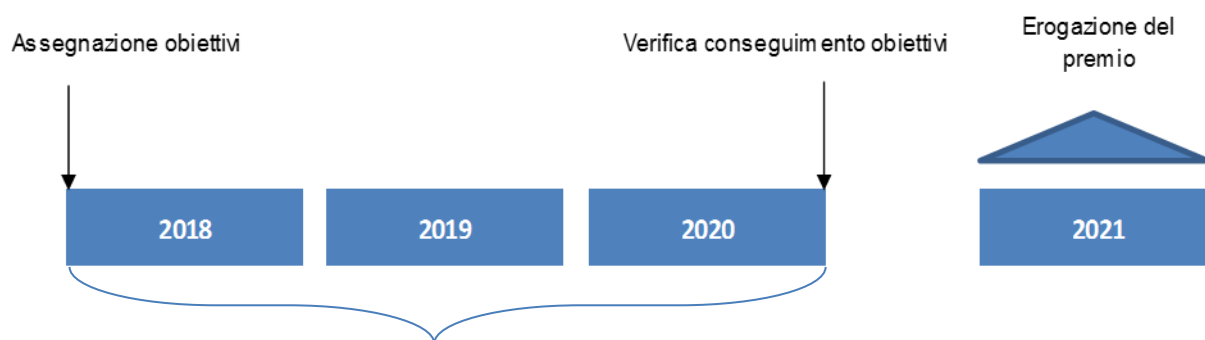 Assegnazione obiettivi
Verifica conseguimento obiettivi
Erogazione del
premio
2018
2019
2020
2021